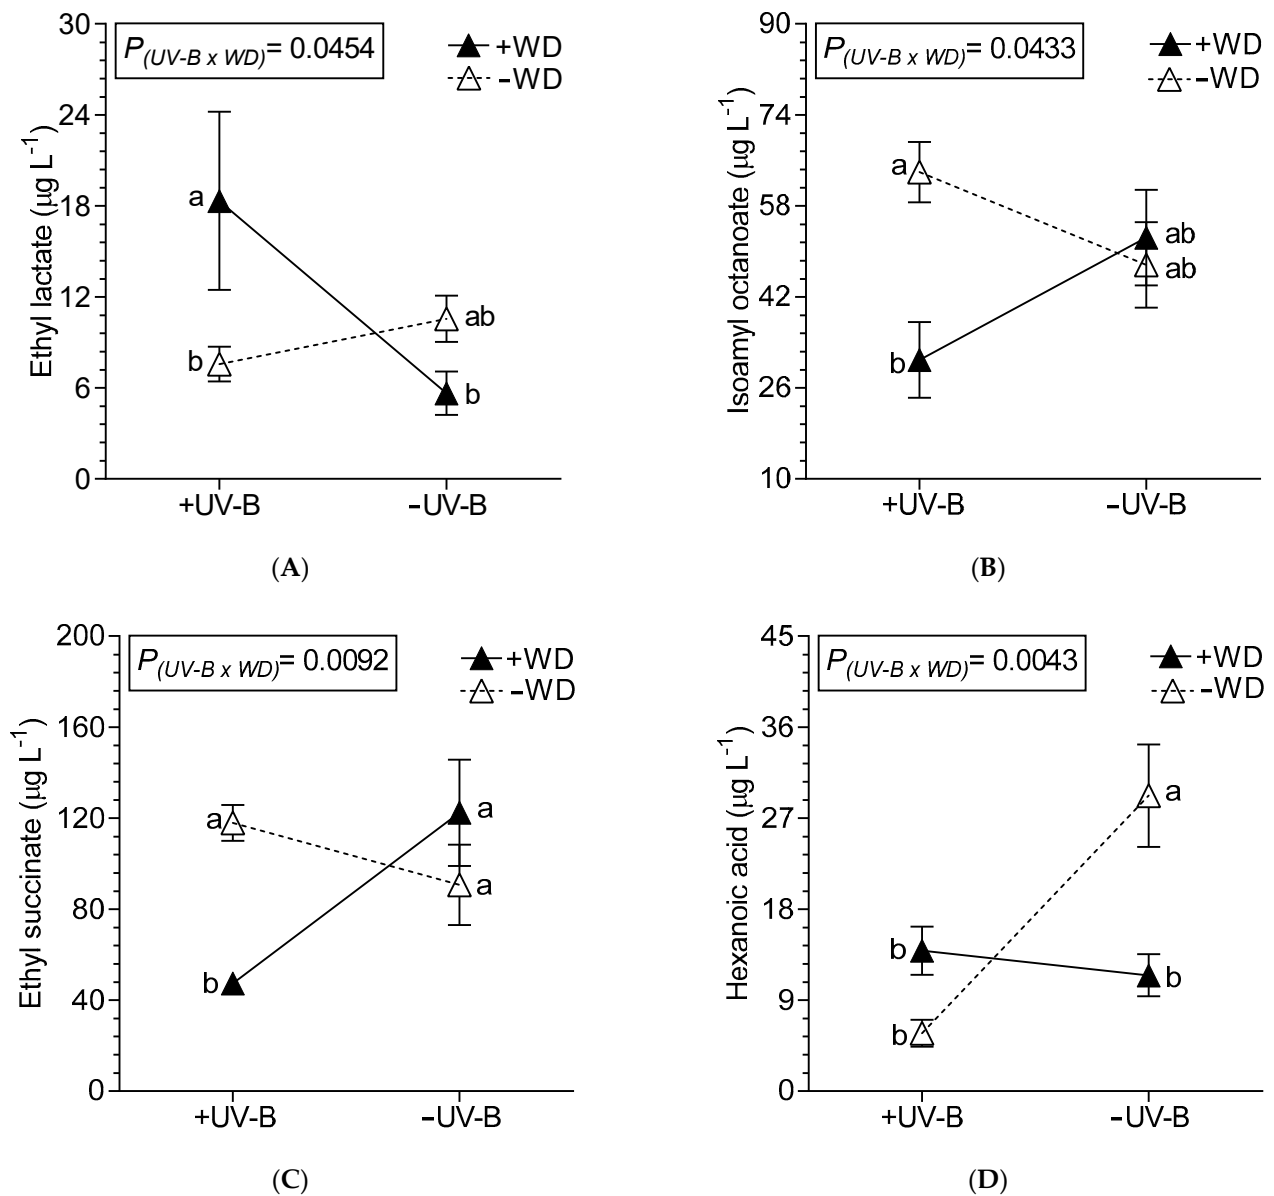 30
P(UV-B x WD)= 0.0454
+WD
−WD
24
18
12
6
0
Ethyl lactate (µg L-1)
a
b
ab
b
+UV-B
−UV-B
(A)
90
P(UV-B x WD)= 0.0433
+WD
−WD
74
58
42
26
10
Isoamyl octanoate (µg L-1)
a
b
ab
ab
+UV-B
−UV-B
(B)
200
P(UV-B x WD)= 0.0092
+WD
−WD
160
120
80
40
0
Ethyl succinate (µg L-1)
a
b
a
a
+UV-B
−UV-B
(C)
45
P(UV-B x WD)= 0.0043
+WD
−WD
36
27
18
9
0
Hexanoic acid (µg L-1)
b
b
a
b
+UV-B
−UV-B
(D)